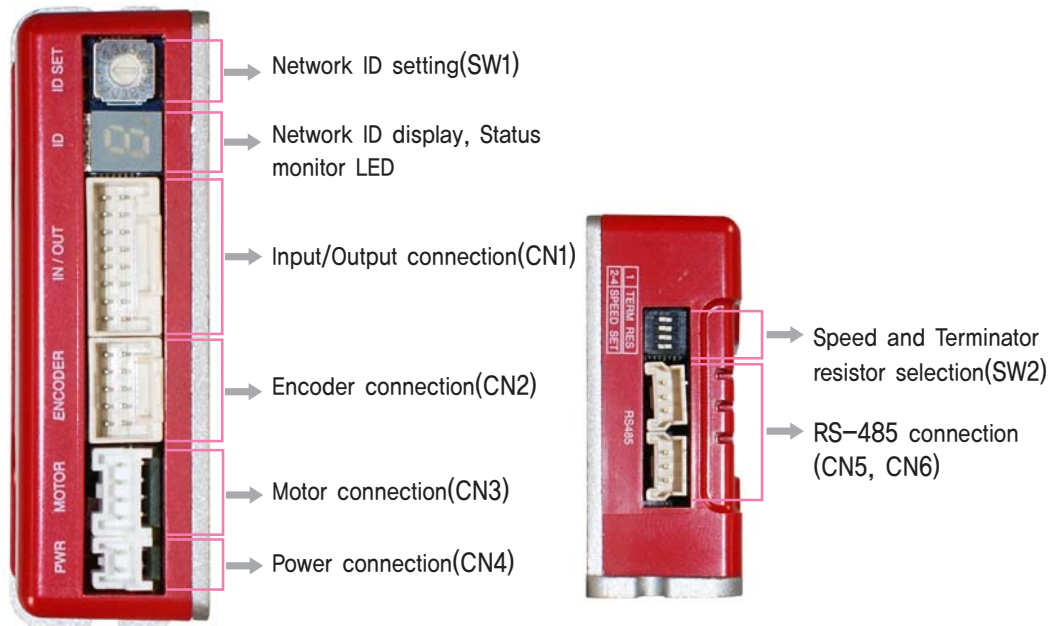 ID SET
Network ID setting(SW1)
ID
Network ID display, Status
monitor LED
IN / OUT
Input/Output connection(CN1)
ENCODER
Encoder connection(CN2)
MOTOR
Motor connection(CN3)
PWR
Power connection(CN4)
1 TERM RES
2-4 SPEED SET
Speed and Terminator
resistor selection(SW2)
RS485
RS-485 connection
(CN5, CN6)